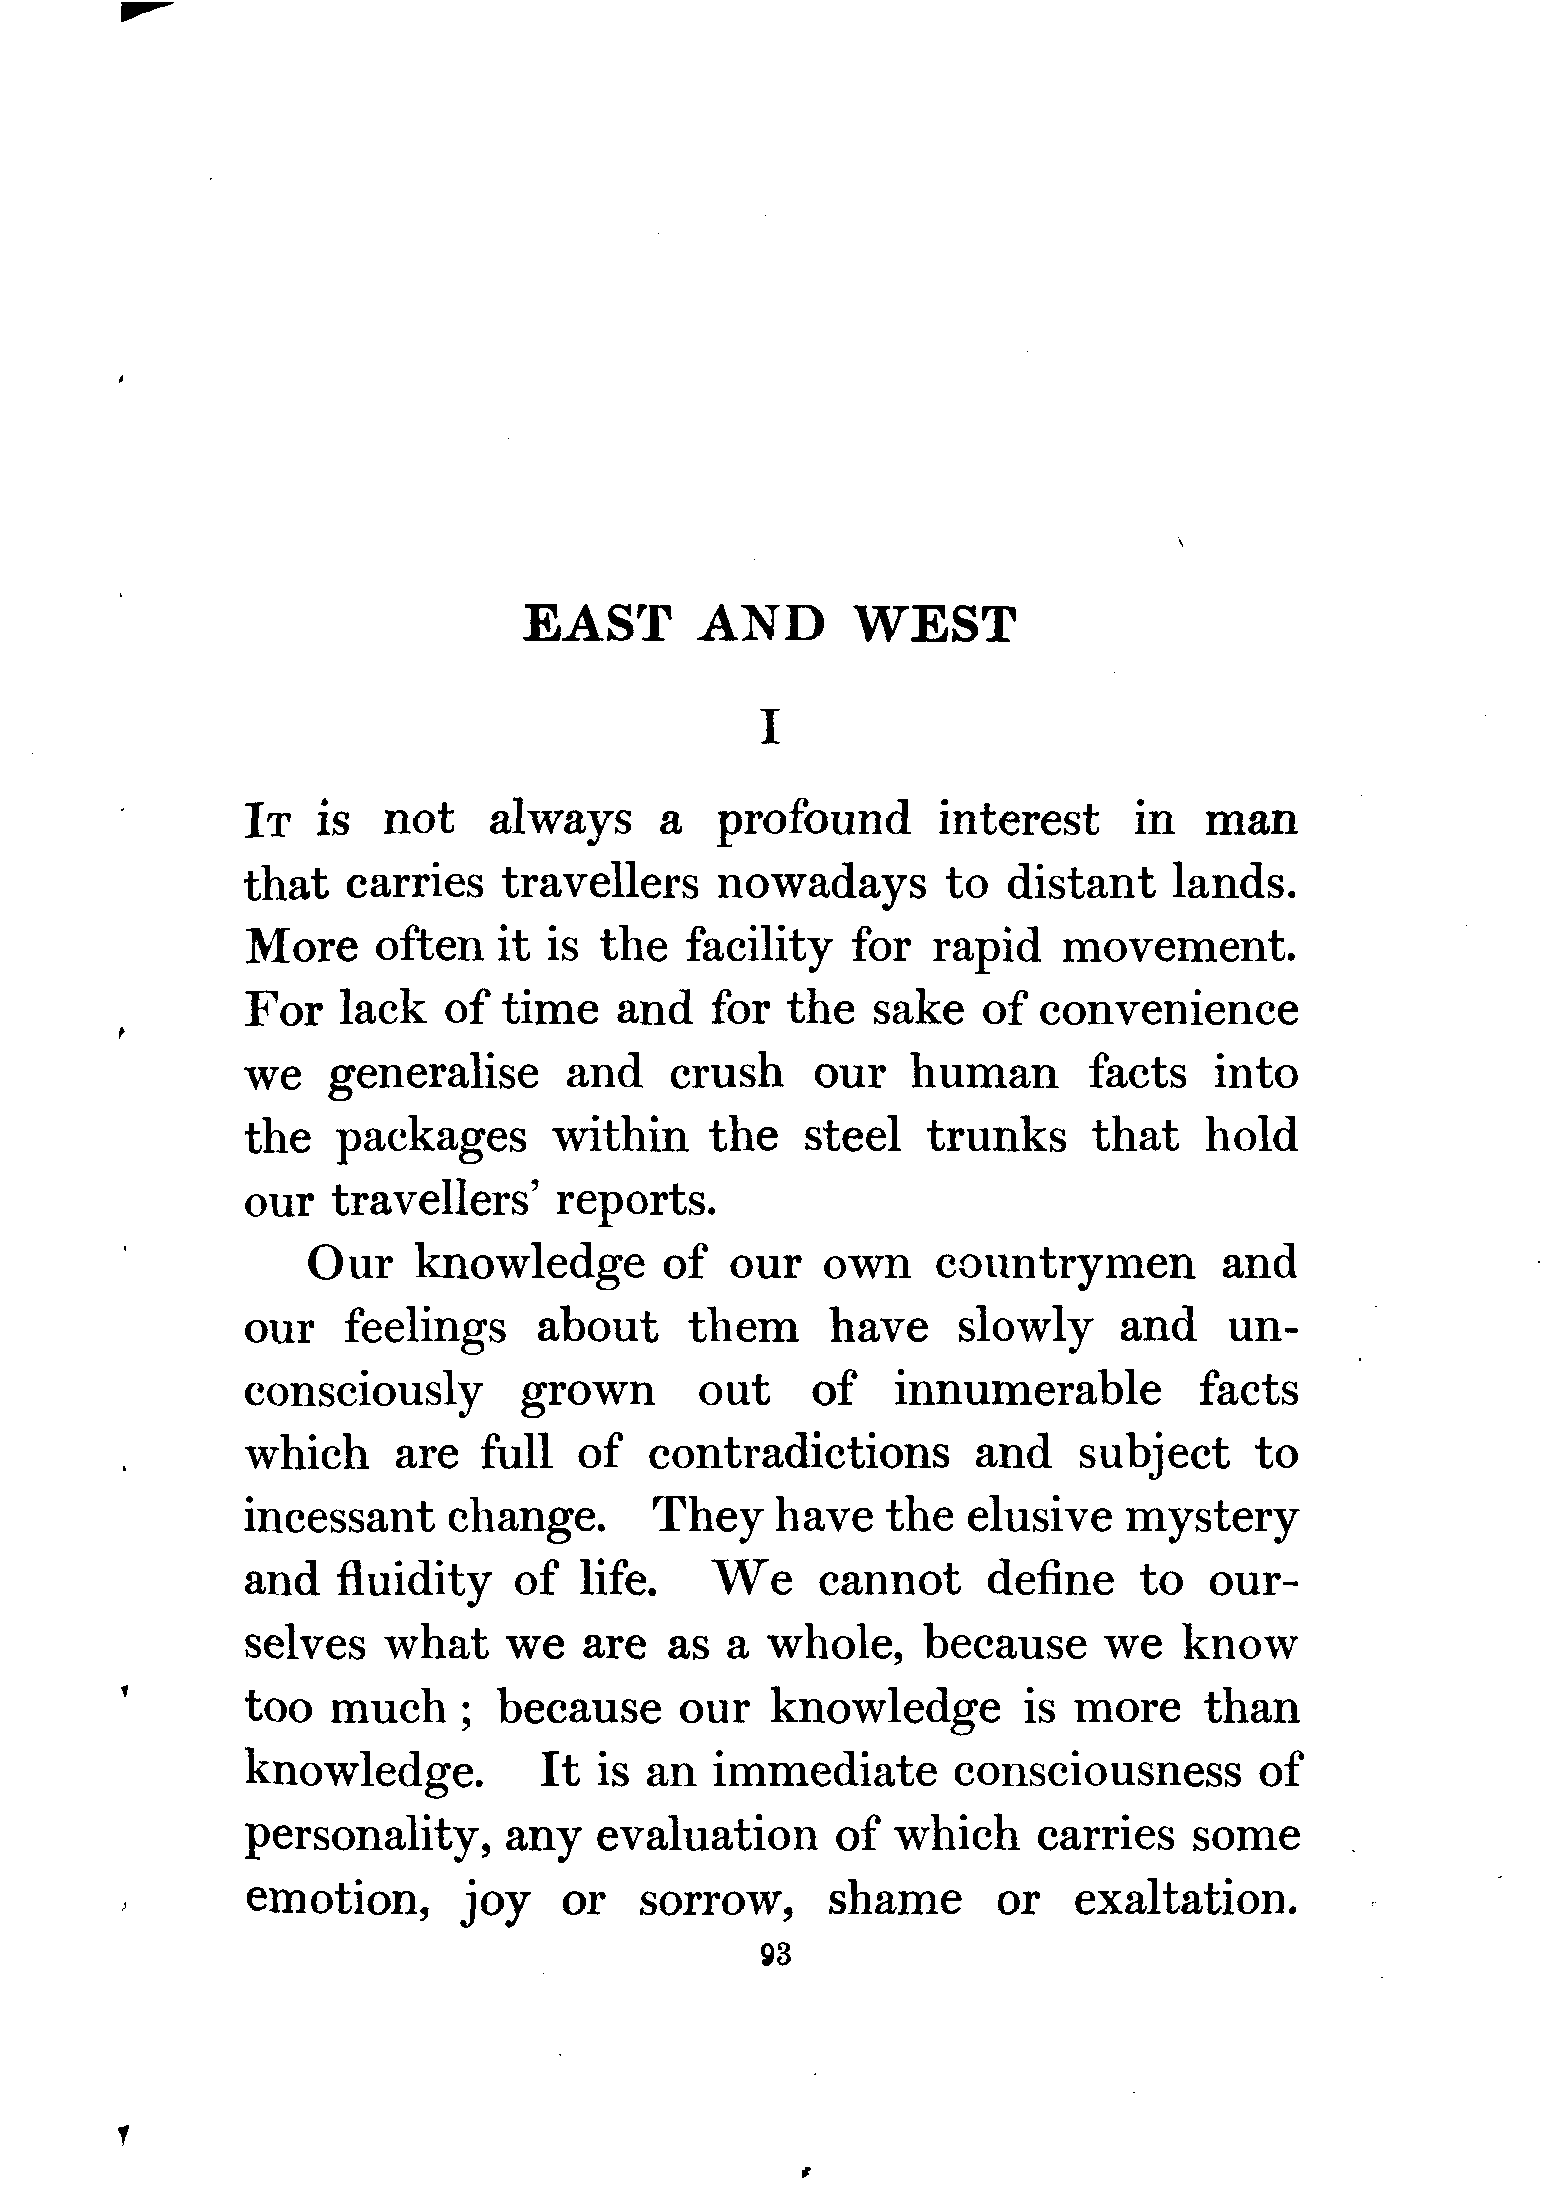 EAST AND WEST
I
IT is not always a profound interest in man
that carries travellers nowadays to distant lands.
More often it is the facility for rapid movement.
For lack of time and for the sake of convenience
we generalise and crush our human facts into
the packages within the steel trunks that hold
our travellers' reports.
Our knowledge of our own countrymen and
our feelings about them have slowly and un-
consciously grown out of innumerable facts
which are full of contradictions and subject to
incessant change. They have the elusive mystery
and fluidity of life. We cannot define to our-
selves what we are as a whole, because we know
too much ; because our knowledge is more than
knowledge. It is an immediate consciousness of
personality, any evaluation of which carries some
emotion, joy or sorrow, shame or exaltation.
93